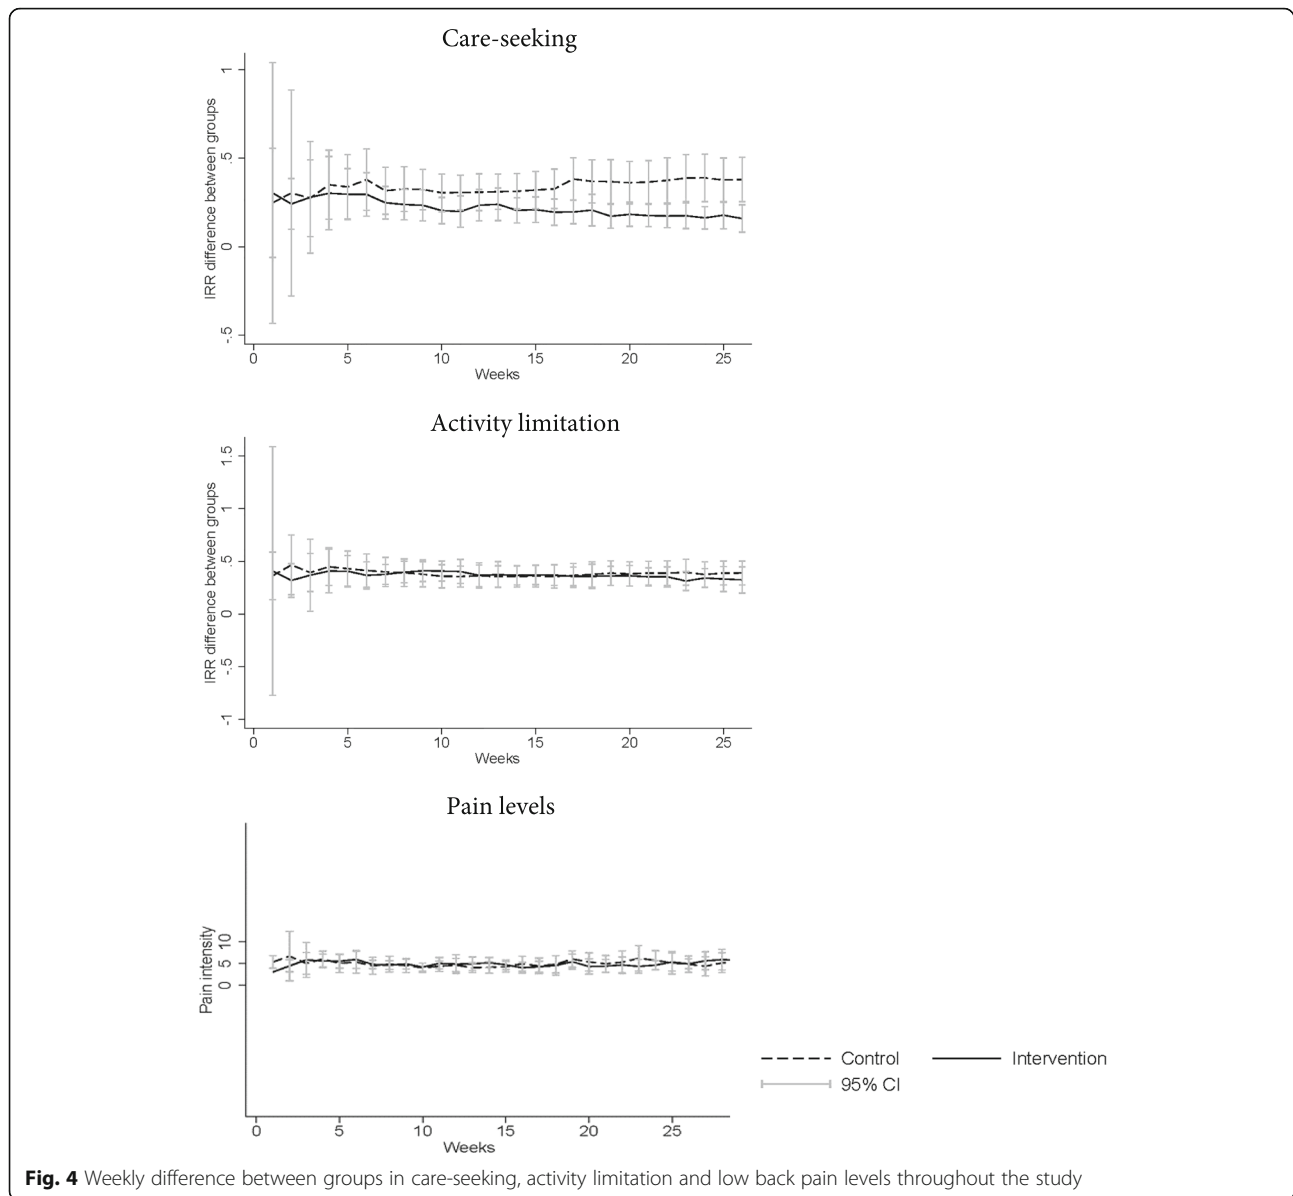 Care-seeking
IRR difference between groups
1
.5
0
-.5
0 5 10 15 20 25
Weeks
Activity limitation
IRR difference between groups
1.5
1
.5
0
-.5
-1
0 5 10 15 20 25
Weeks
Pain levels
Pain intensity
10
5
0
0 5 10 15 20 25
Weeks
Control Intervention
95% CI
Fig. 4 Weekly difference between groups in care-seeking, activity limitation and low back pain levels throughout the study